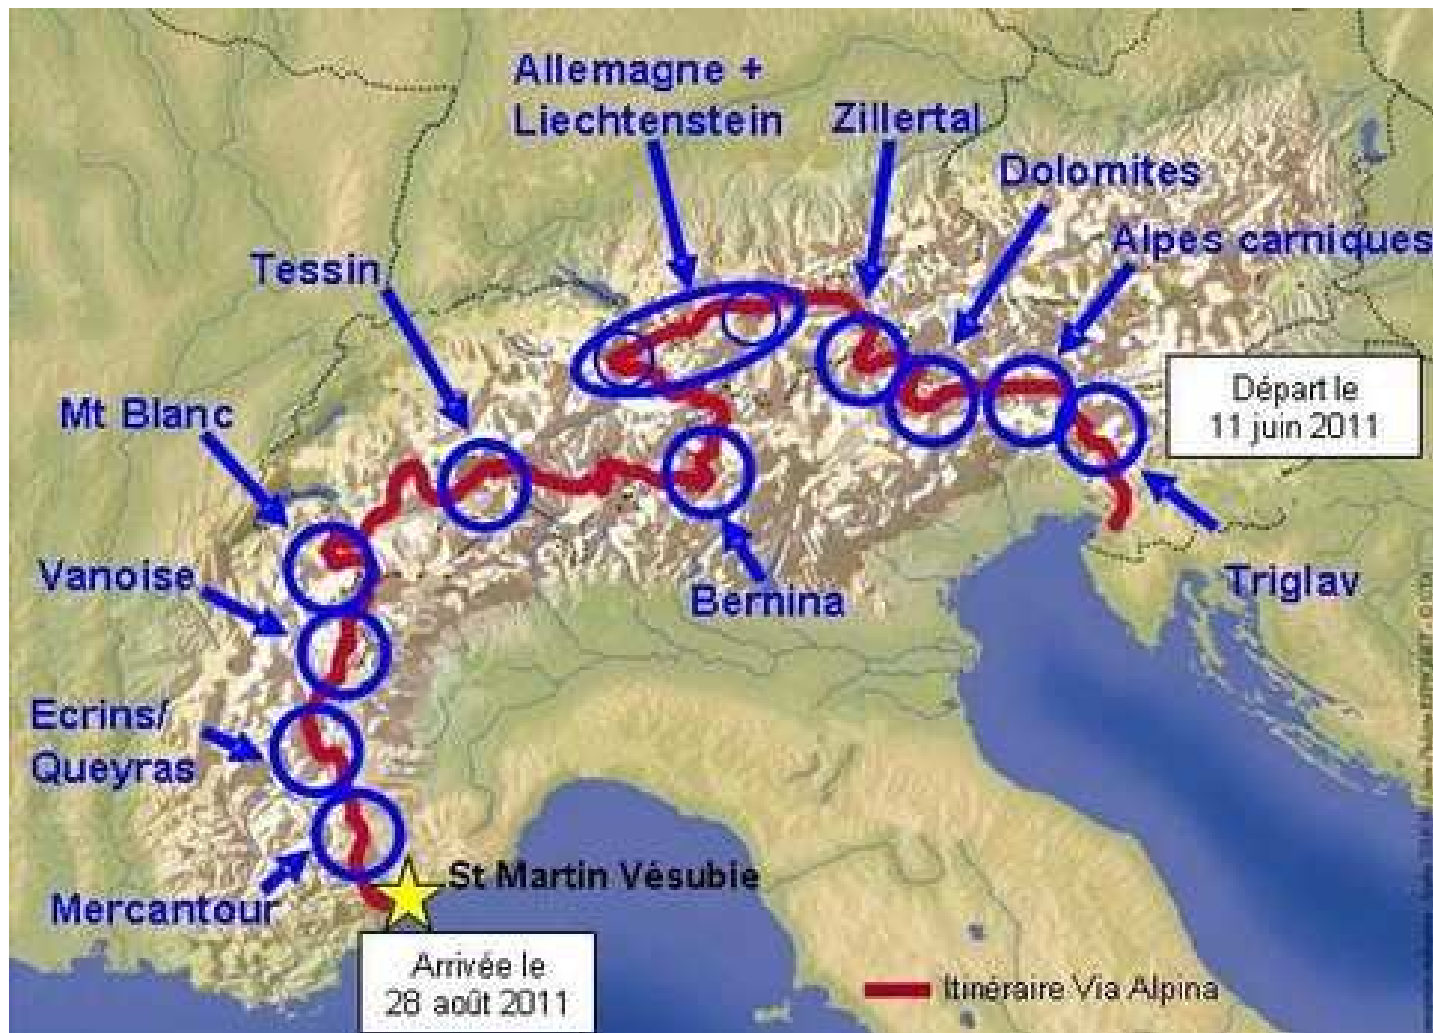 Allemagne +
Liechtenstein
Zillertal
Dolomites
Alpes carniques
Tessin
Départ le
11 juin 2011
Mt Blanc
Vanoise
Bernina
Triglav
Ecrins/
Queyras
St Martin Vésubie
Mercantour
Arrivée le
28 août 2011
Itinéraire Via Alpina